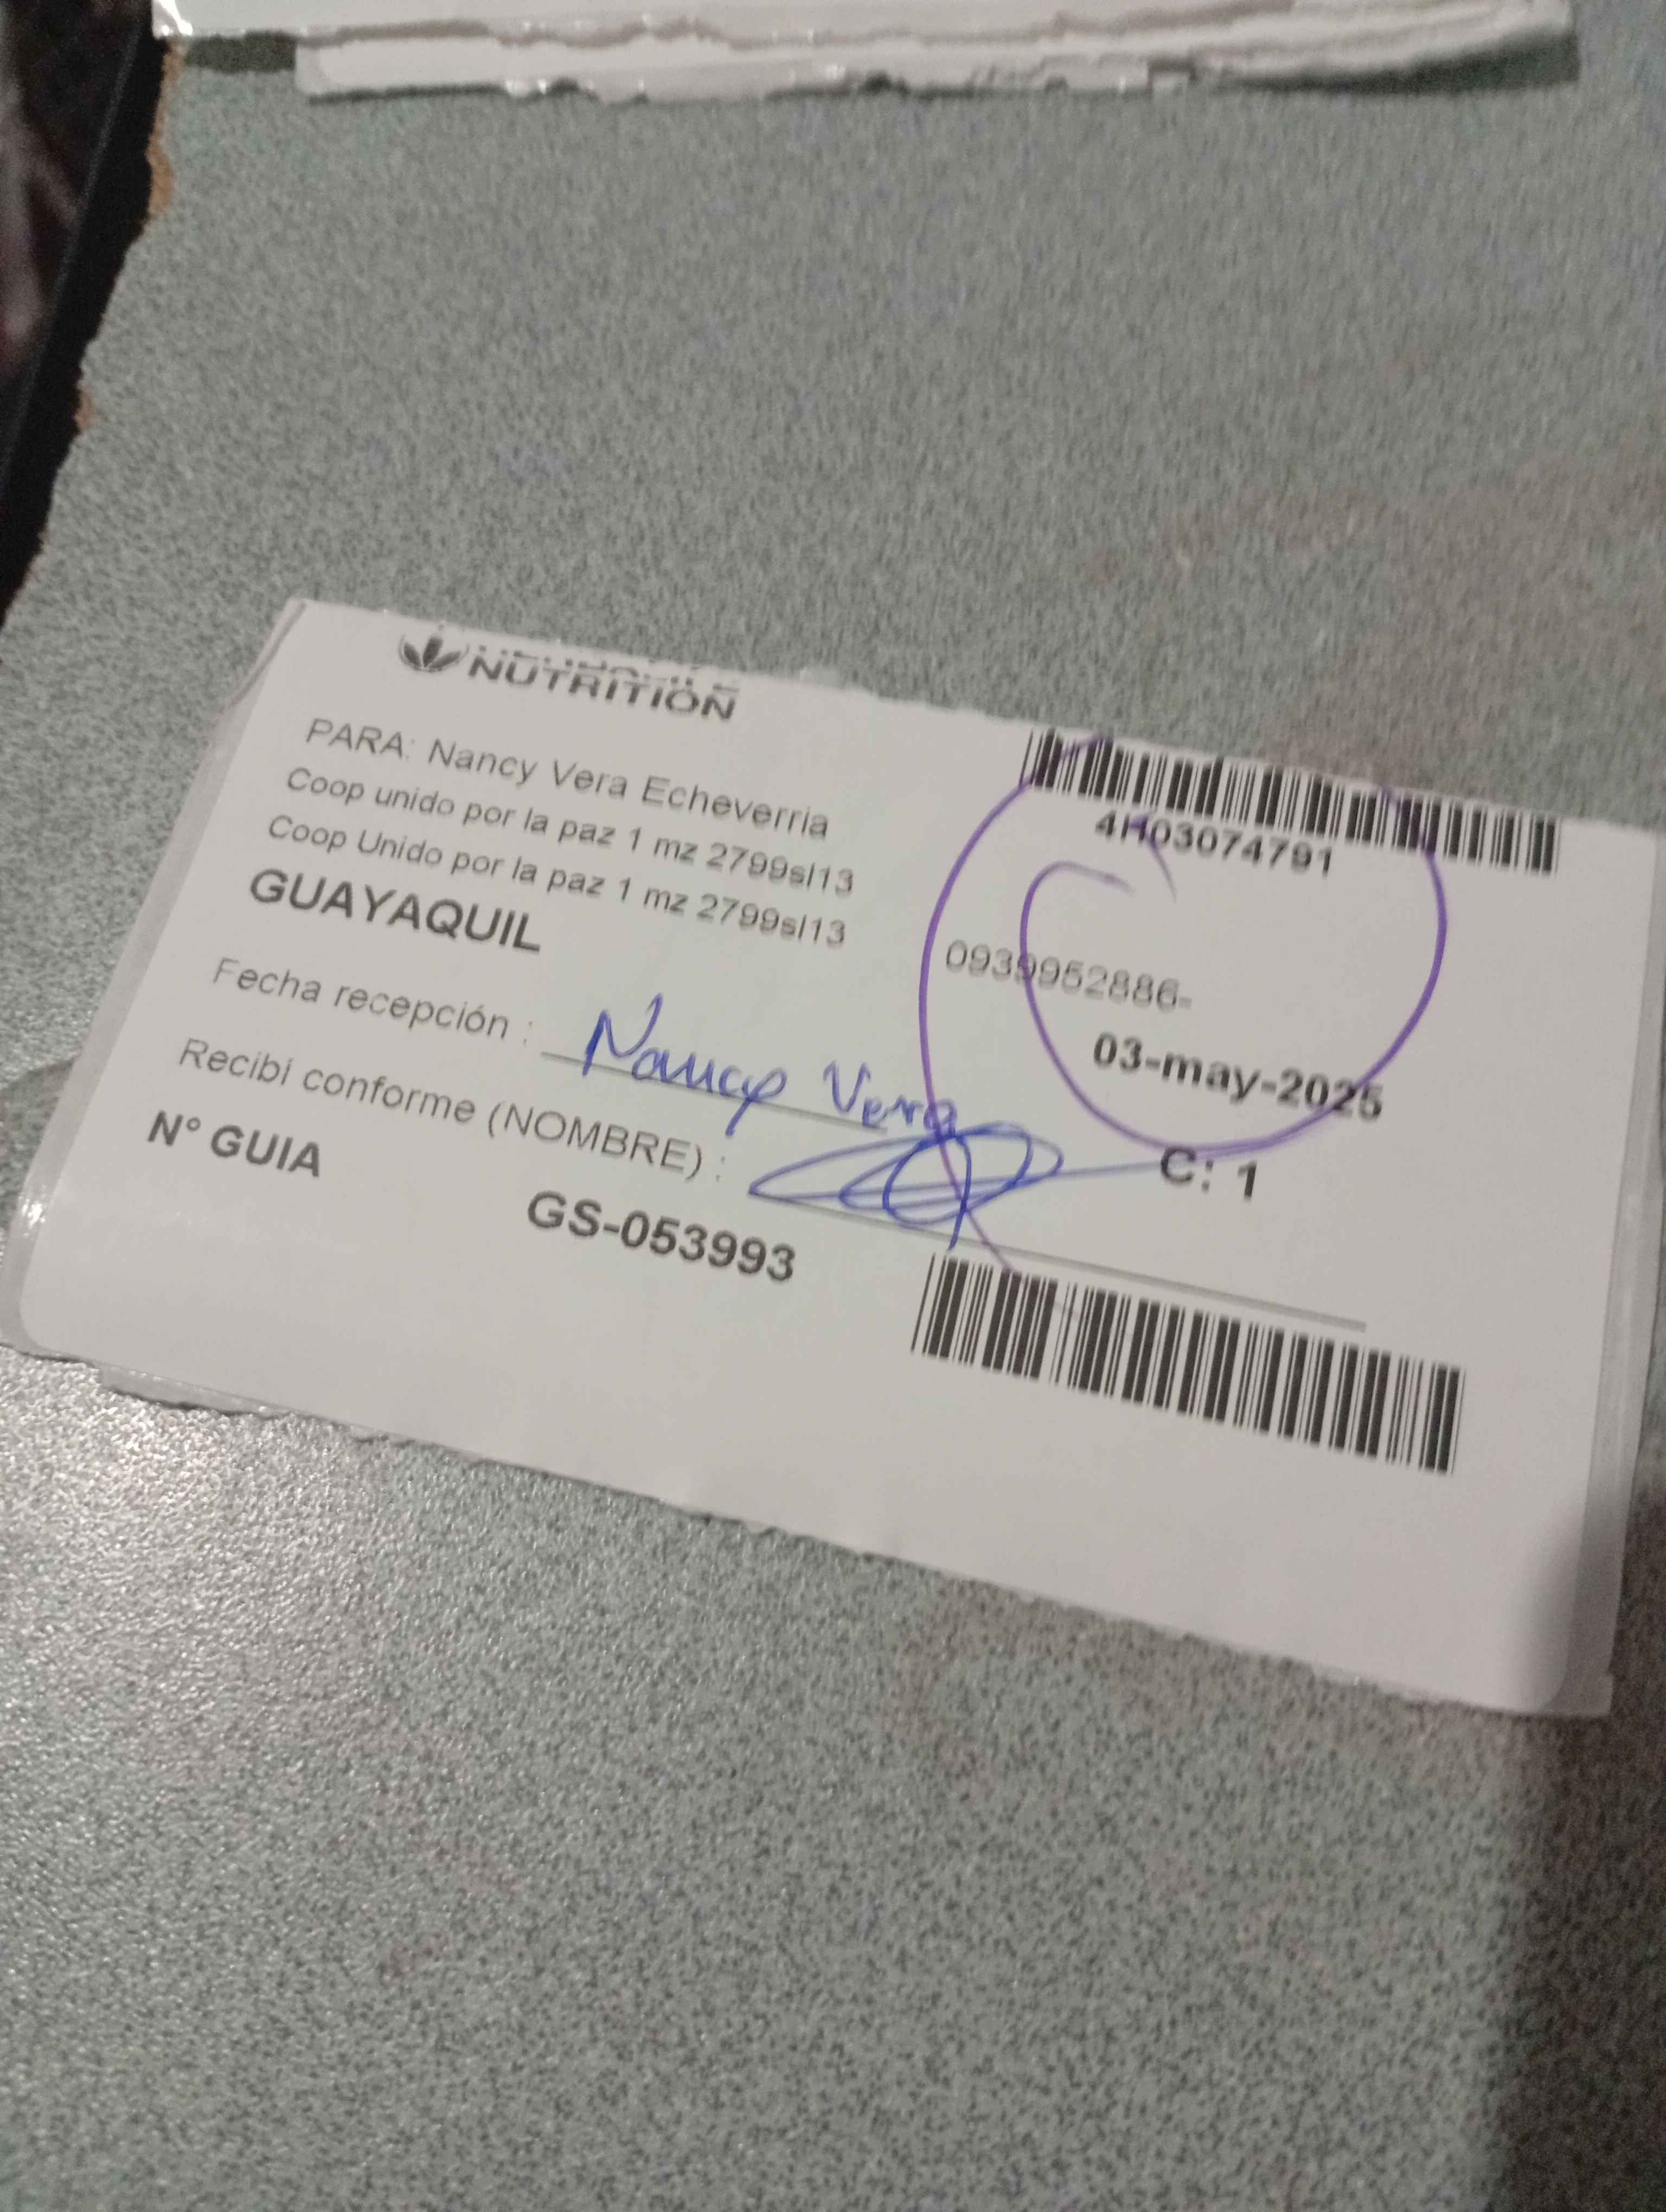 NUTRITION
PARA: Nancy Vera Echeverria
Coop unido por la paz 1 mz 2799sl13
Coop Unido por la paz 1 mz 2799sl13
GUAYAQUIL
4H03074791
0939952886-
Fecha recepción : Nancy Vera
03-may-2025
Recibi conforme (NOMBRE) :
C: 1
N° GUIA
GS-053993